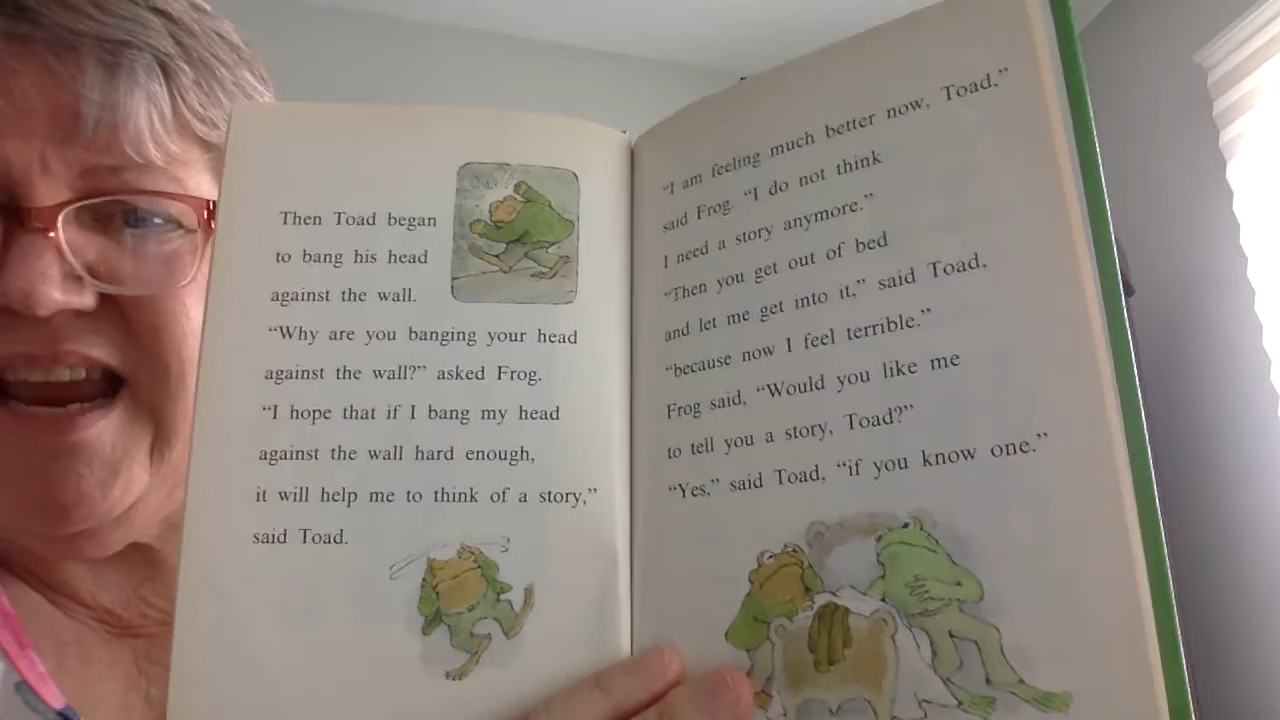 Then Toad began
to bang his head
against the wall.
“Why are you banging your head
against the wall?” asked Frog.
“I hope that if I bang my head
against the wall hard enough,
it will help me to think of a story,”
said Toad.
“I am feeling much better now, Toad,”
said Frog. “I do not think
I need a story anymore.”
“Then you get out of bed
and let me get into it,” said Toad,
“because now I feel terrible.”
Frog said, “Would you like me
to tell you a story, Toad?”
“Yes,” said Toad, “if you know one.”